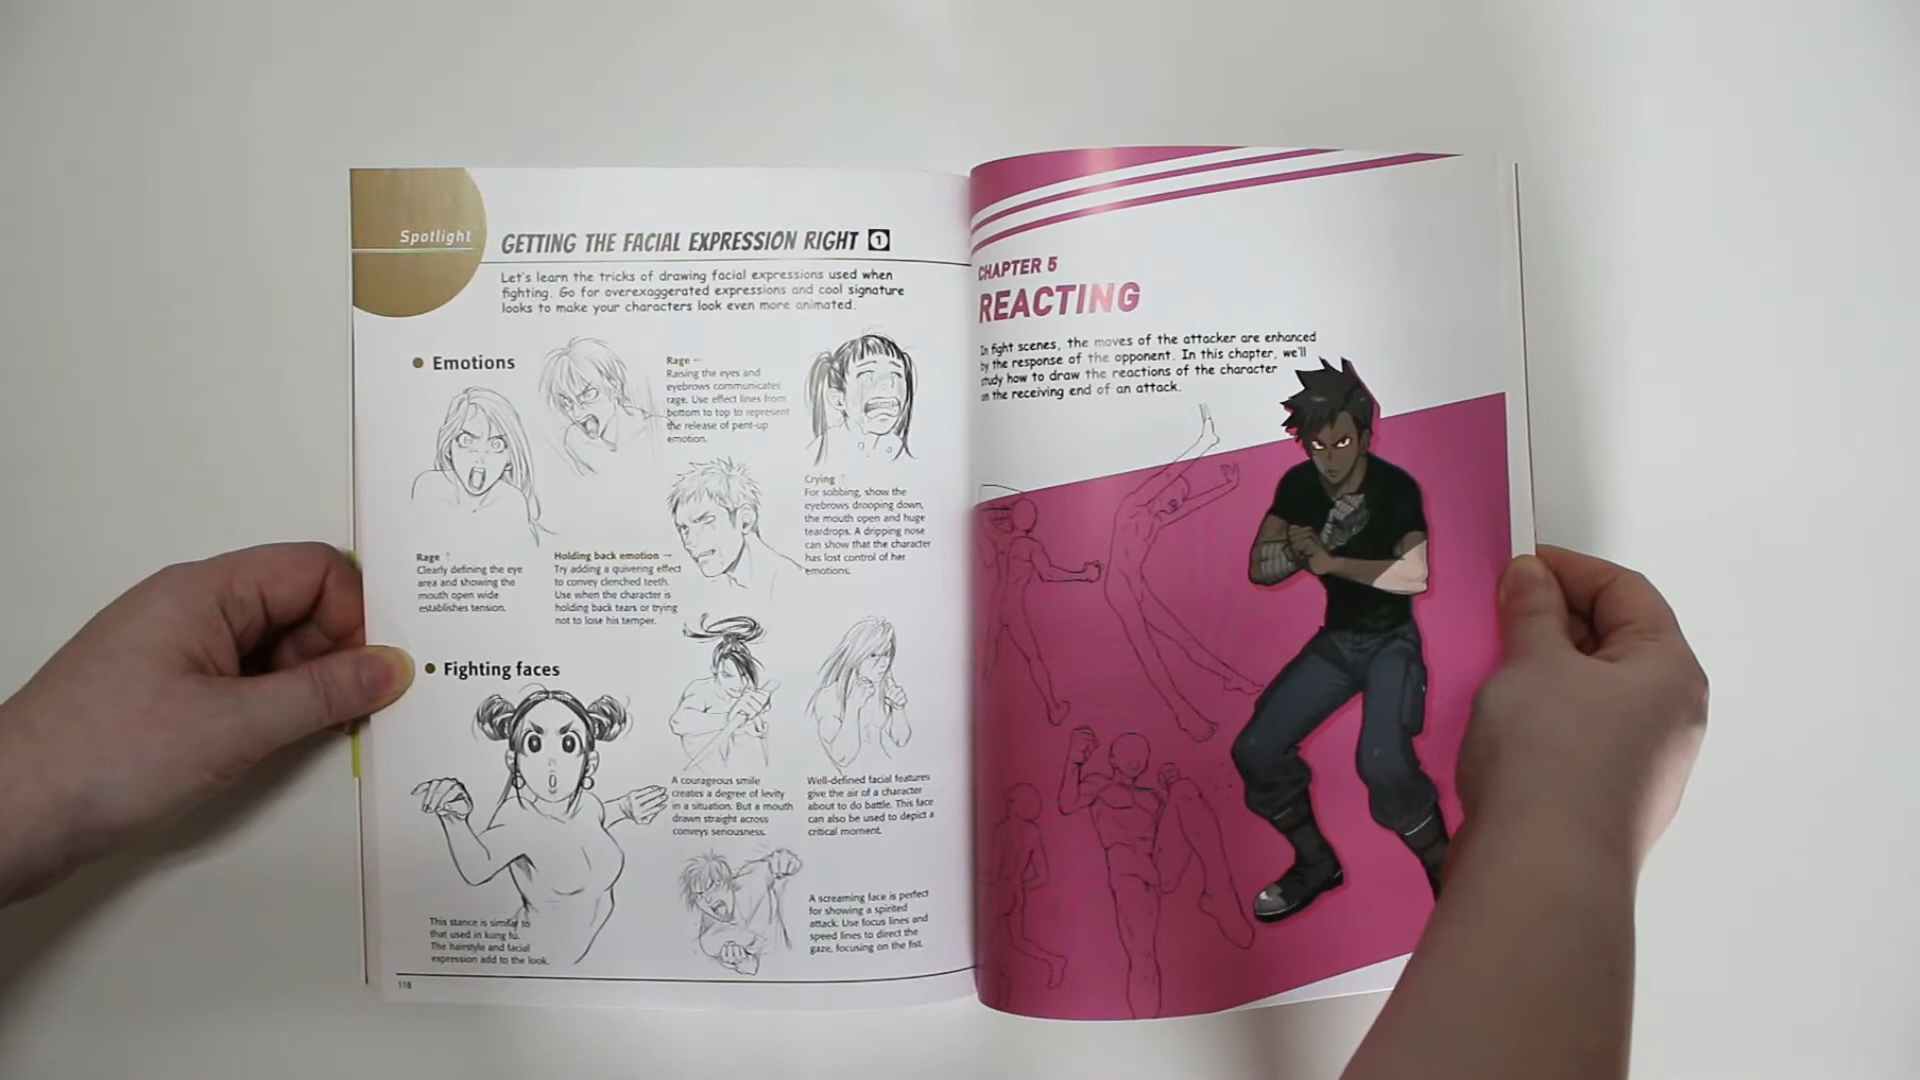 Spotlight
GETTING THE FACIAL EXPRESSION RIGHT 1
Let's learn the tricks of drawing facial expressions used when
fighting. Go for overexaggerated expressions and cool signature
looks to make your characters look even more animated.
Emotions
Rage ←
Raising the eyes and
eyebrows communicates
rage. Use effect lines from
bottom to top to represent
the release of pent-up
emotion.
Crying ↑
For sobbing, show the
eyebrows drooping down,
the mouth open and huge
teardrops. A dripping nose
can show that the character
has lost control of her
emotions.
Rage ↑
Clearly defining the eye
area and showing the
mouth open wide
establishes tension.
Holding back emotion →
Try adding a quivering effect
to convey clenched teeth.
Use when the character is
holding back tears or trying
not to lose his temper.
Fighting faces
A courageous smile
creates a degree of levity
in a situation. But a mouth
drawn straight across
conveys seriousness.
Well-defined facial features
give the air of a character
about to do battle. This face
can also be used to depict a
critical moment.
This stance is similar to
that used in kung fu.
The hairstyle and facial
expression add to the look.
A screaming face is perfect
for showing a spirited
attack. Use focus lines and
speed lines to direct the
gaze, focusing on the fist.
118
CHAPTER 5
REACTING
In fight scenes, the moves of the attacker are enhanced
by the response of the opponent. In this chapter, we'll
study how to draw the reactions of the character
on the receiving end of an attack.